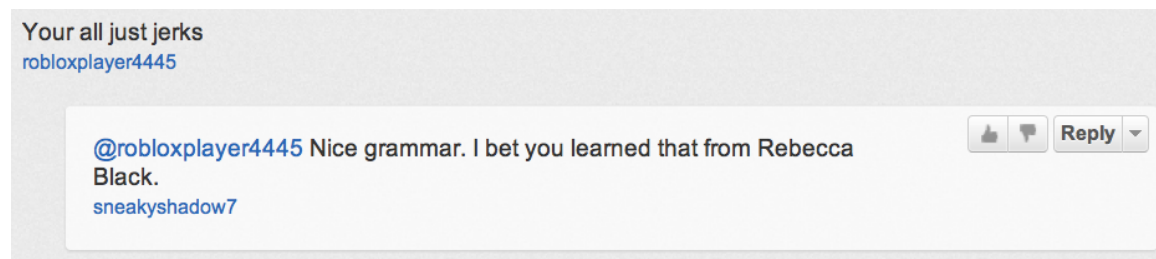 Your all just jerks
robloxplayer4445
@robloxplayer4445 Nice grammar. I bet you learned that from Rebecca
Black.
sneakyshadow7
Reply